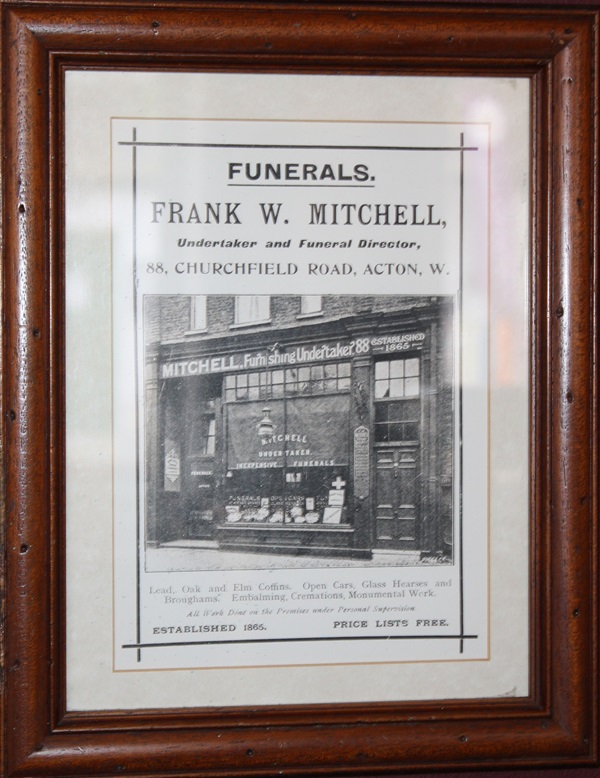 FUNERALS.
FRANK W. MITCHELL,
Undertaker and Funeral Director,
88, CHURCHFIELD ROAD, ACTON, W.
MITCHELL. Furnishing Undertaker. 88
ESTABLISHED
1865
MITCHELL
UNDERTAKER.
INEXPENSIVE FUNERALS
FUNERALS
Lead, Oak and Elm Coffins. Open Cars, Glass Hearses and
Broughams. Embalming, Cremations, Monumental Work.
All Work Done on the Premises under Personal Supervision
ESTABLISHED 1865. PRICE LISTS FREE.